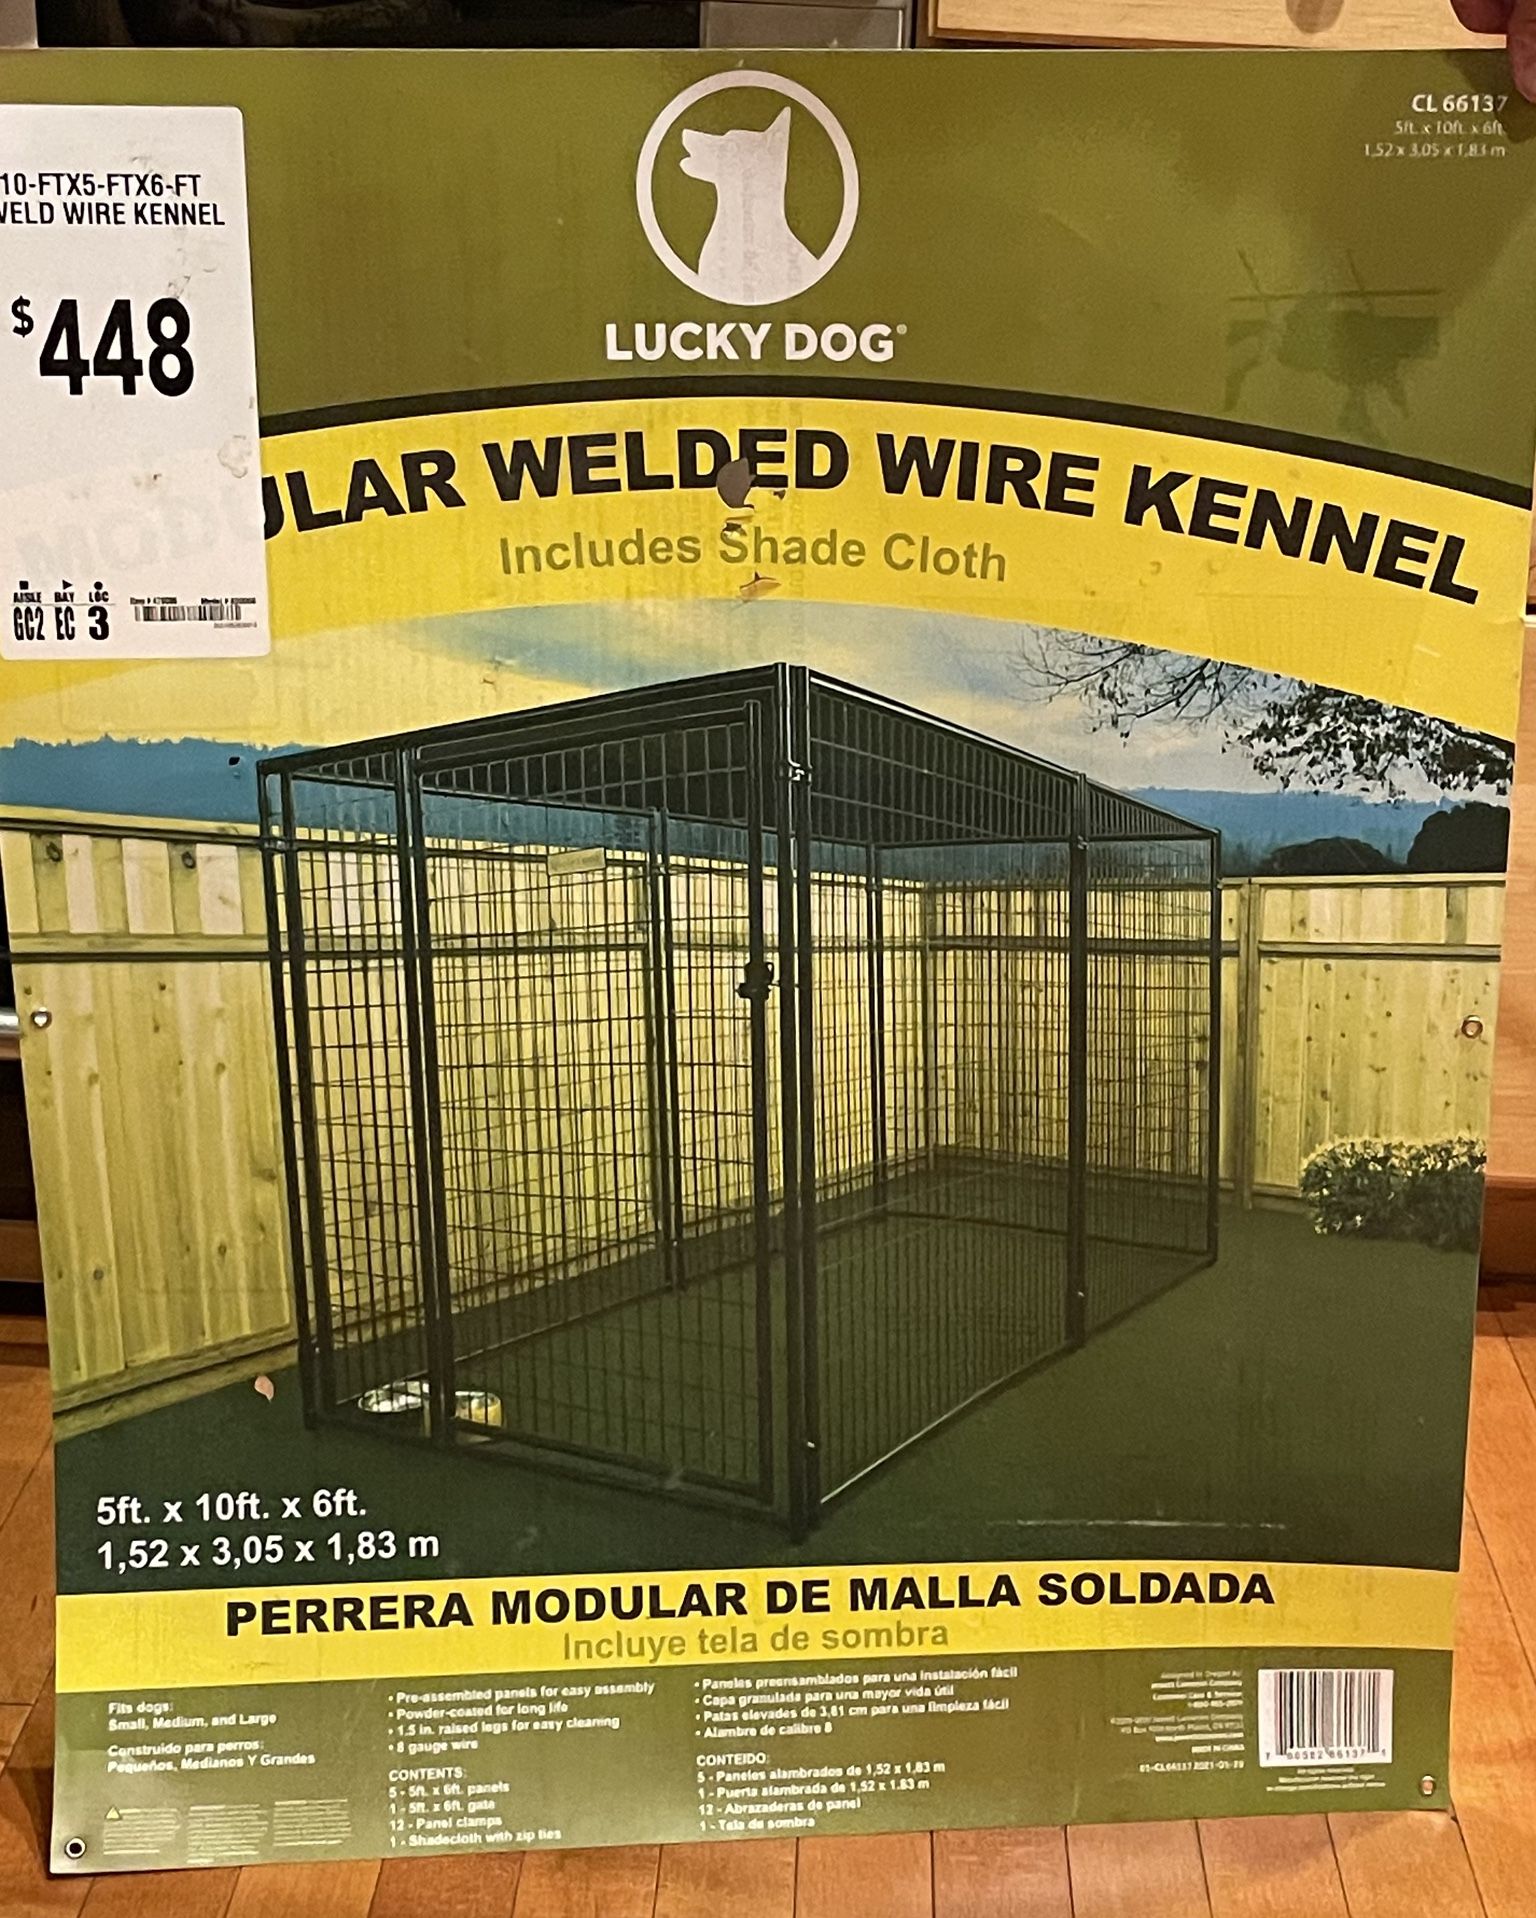 CL 66137
5ft. x 10ft. x 6ft.
1,52 x 3,05 x 1,83 m
10-FTX5-FTX6-FT
WELD WIRE KENNEL
$448
AISLE BAY LOC
GC2 EC 3
LUCKY DOG®
ULAR WELDED WIRE KENNEL
Includes Shade Cloth
5ft. x 10ft. x 6ft.
1,52 x 3,05 x 1,83 m
PERRERA MODULAR DE MALLA SOLDADA
Incluye tela de sombra
Fits dogs:
Small, Medium, and Large
Construido para perros:
Pequeños, Medianos Y Grandes
• Pre-assembled panels for easy assembly
• Powder-coated for long life
• 1.5 in. raised legs for easy cleaning
• 8 gauge wire
CONTENTS:
5 - 5ft. x 6ft. panels
1 - 5ft. x 6ft. gate
12 - Panel clamps
1 - Shadecloth with zip ties
• Paneles preensamblados para una instalación fácil
• Capa granulada para una mayor vida útil
• Patas elevadas de 3,81 cm para una limpieza fácil
• Alambre de calibre 8
CONTEIDO:
5 - Paneles alambrados de 1,52 x 1,83 m
1 - Puerta alambrada de 1,52 x 1.83 m
12 - Abrazaderas de panel
1 - Tela de sombra
MADE IN CHINA